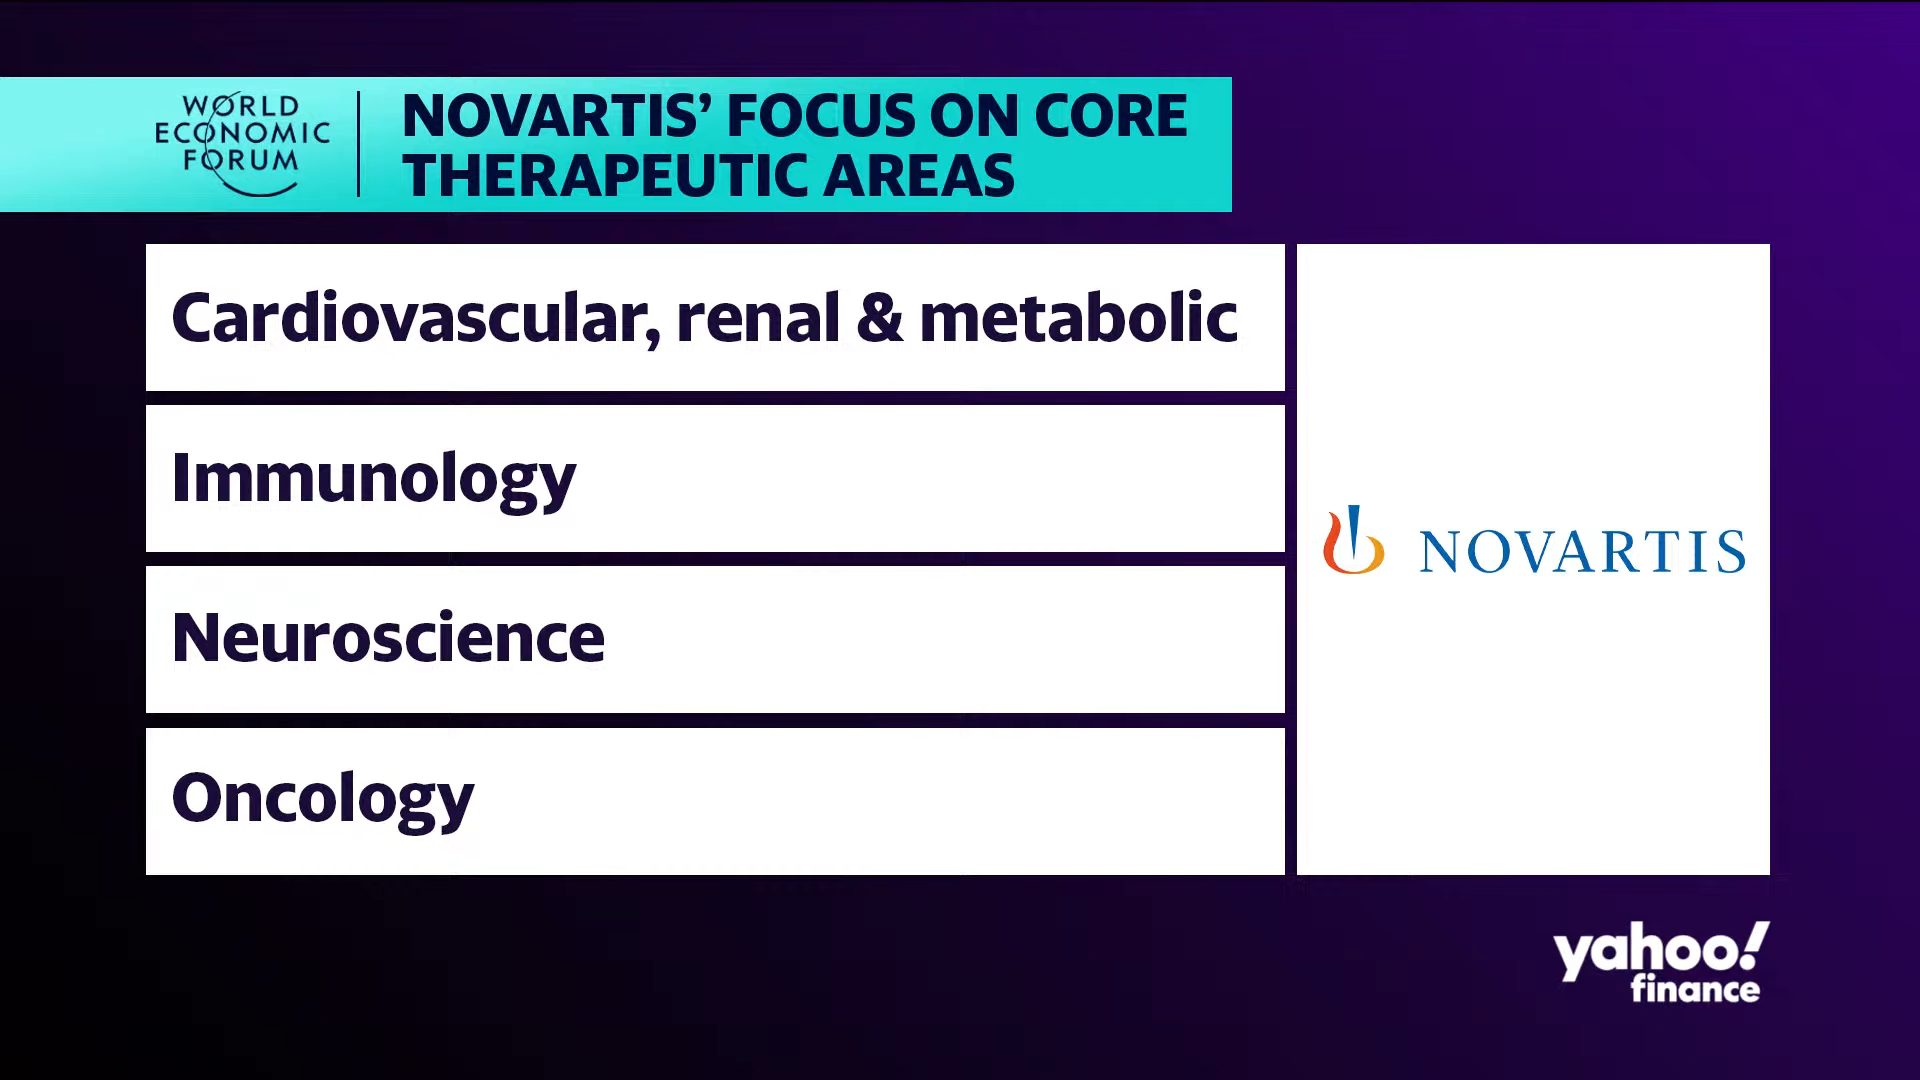 WORLD
ECONOMIC
FORUM
NOVARTIS’ FOCUS ON CORE
THERAPEUTIC AREAS
Cardiovascular, renal & metabolic
Immunology
Neuroscience
Oncology
NOVARTIS
yahoo!
finance